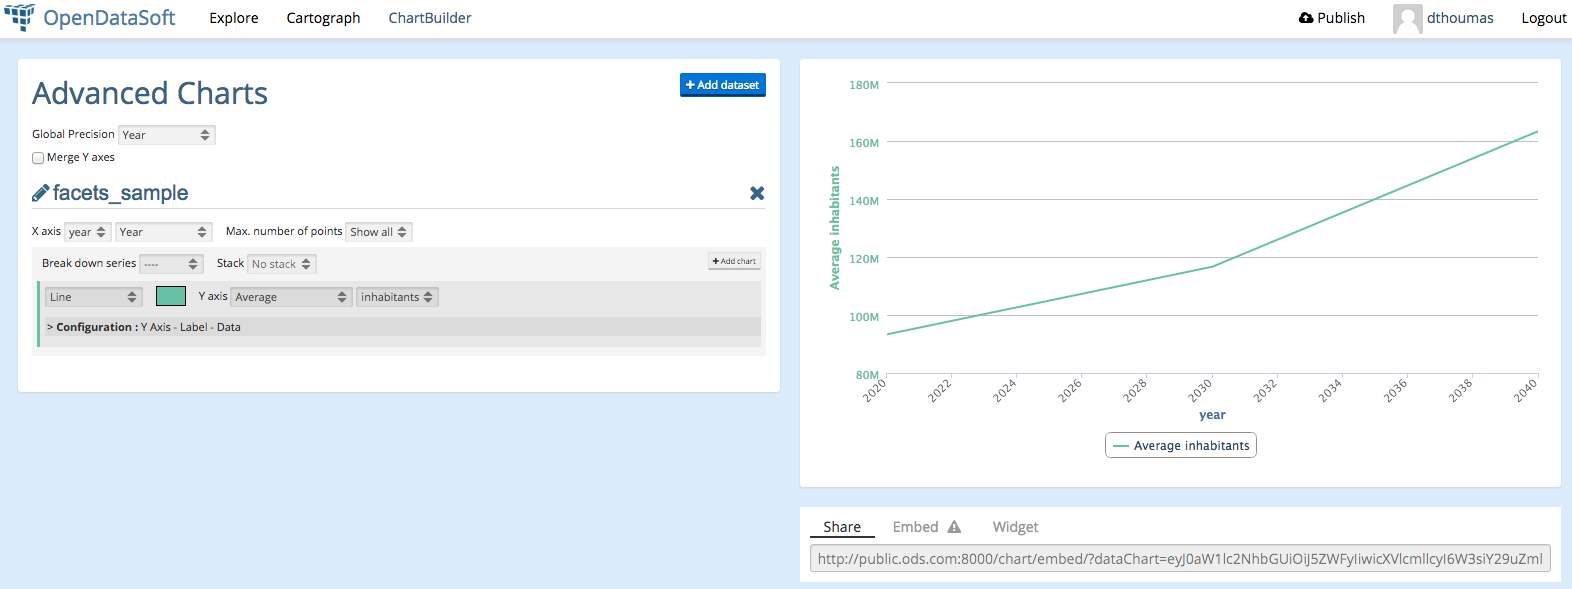 OpenDataSoft Explore Cartograph ChartBuilder Publish dthoumas Logout
Advanced Charts
+ Add dataset
Global Precision Year
Merge Y axes
facets_sample
X axis year Year Max. number of points Show all
Break down series ---- Stack No stack + Add chart
Line Y axis Average inhabitants
> Configuration : Y Axis - Label - Data
180M
160M
140M
120M
100M
80M
Average inhabitants
2020 2022 2024 2026 2028 2030 2032 2034 2036 2038 2040
year
Average inhabitants
Share Embed Widget
http://public.ods.com:8000/chart/embed/?dataChart=eyJ0aW1lc2NhbGUiOiJ5ZWFyIiwicXVlcmllcyI6W3siY29uZml